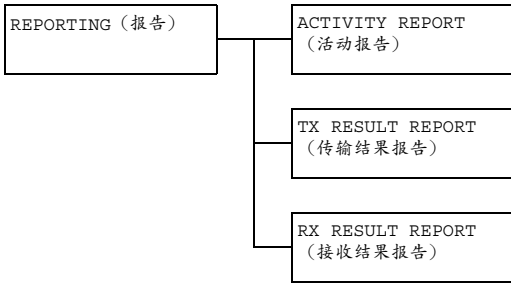 REPORTING（报告）
ACTIVITY REPORT
（活动报告）
TX RESULT REPORT
（传输结果报告）
RX RESULT REPORT
（接收结果报告）